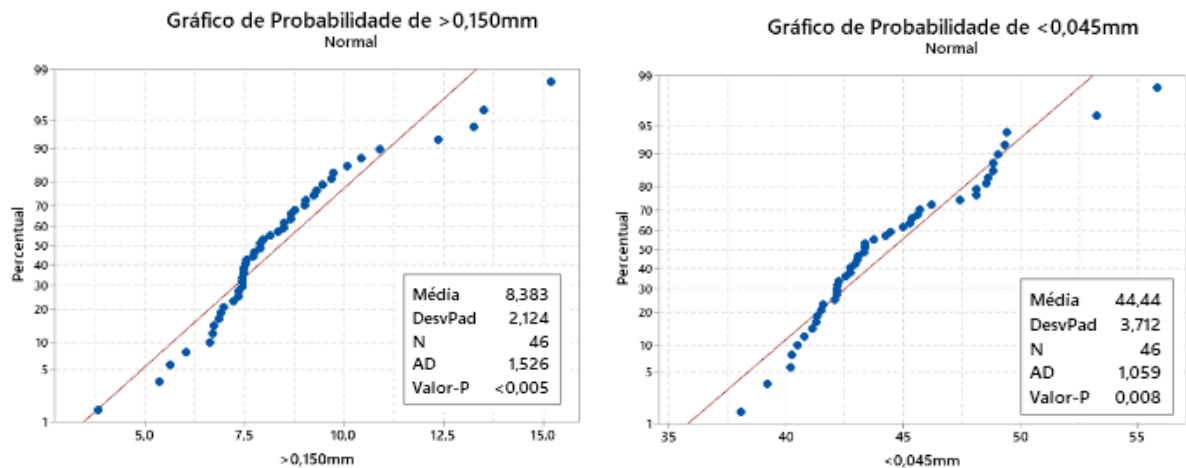 Gráfico de Probabilidade de >0,150mm
Normal
99
95
90
80
70
60
50
40
30
20
10
5
1
Percentual
Média 8,383
DesvPad 2,124
N 46
AD 1,526
Valor-P <0,005
5.0 7.5 10.0 12.5 15.0
>0,150mm
Gráfico de Probabilidade de <0,045mm
Normal
99
95
90
80
70
60
50
40
30
20
10
5
1
Percentual
Média 44,44
DesvPad 3,712
N 46
AD 1,059
Valor-P 0,008
35 40 45 50 55
<0,045mm